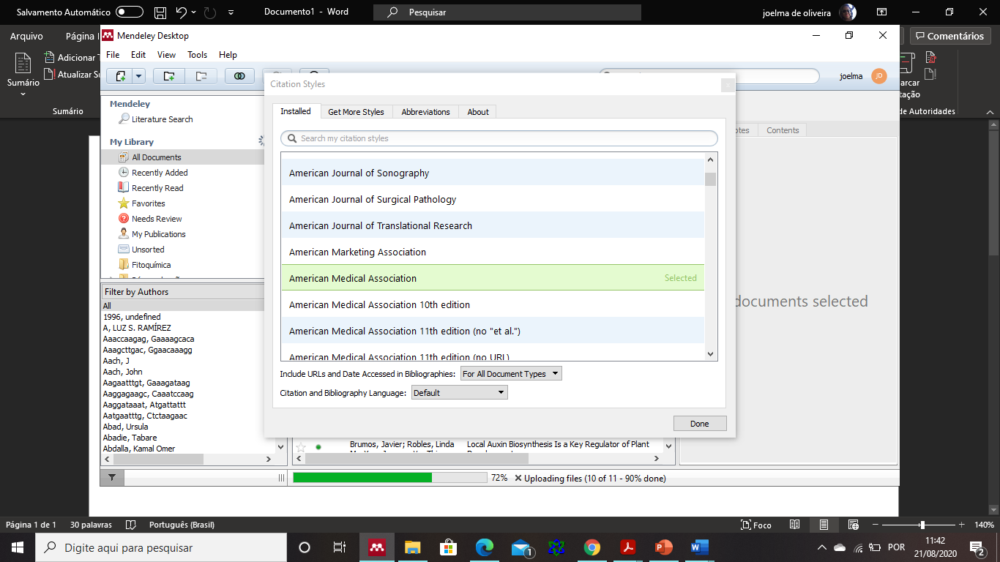 Salvamento Automático
Documento1 - Word
Pesquisar
joelma de oliveira
Arquivo
Página
Comentários
Adicionar
Atualizar
Sumário
Sumário
arcar
tação
de Autoridades
Mendeley Desktop
File Edit View Tools Help
joelma JD
Mendeley
Literature Search
My Library
All Documents
Recently Added
Recently Read
Favorites
Needs Review
My Publications
Unsorted
Fitoquímica
Filter by Authors
All
1996, undefined
A, LUZ S. RAMÍREZ
Aaaccaagag, Gaaaagcaca
Aaagcttgac, Ggaacaaagg
Aach, J
Aach, John
Aagaatttgt, Gaaagataag
Aaggagaagc, Caaatccaag
Aaggataaat, Atgattattt
Aatgaatttg, Ctctaagaac
Abad, Ursula
Abadie, Tabare
Abdalla, Kamal Omer
Citation Styles
Installed Get More Styles Abbreviations About
Search my citation styles
American Journal of Sonography
American Journal of Surgical Pathology
American Journal of Translational Research
American Marketing Association
American Medical Association Selected
American Medical Association 10th edition
American Medical Association 11th edition (no "et al.")
American Medical Association 11th edition (no URL)
Include URLs and Date Accessed in Bibliographies: For All Document Types
Citation and Bibliography Language: Default
Done
otes Contents
documents selected
Brumos, Javier; Robles, Linda Local Auxin Biosynthesis Is a Key Regulator of Plant
72% Uploading files (10 of 11 - 90% done)
Página 1 de 1 30 palavras Português (Brasil) Foco 140%
Digite aqui para pesquisar
1
POR
11:42
21/08/2020
2